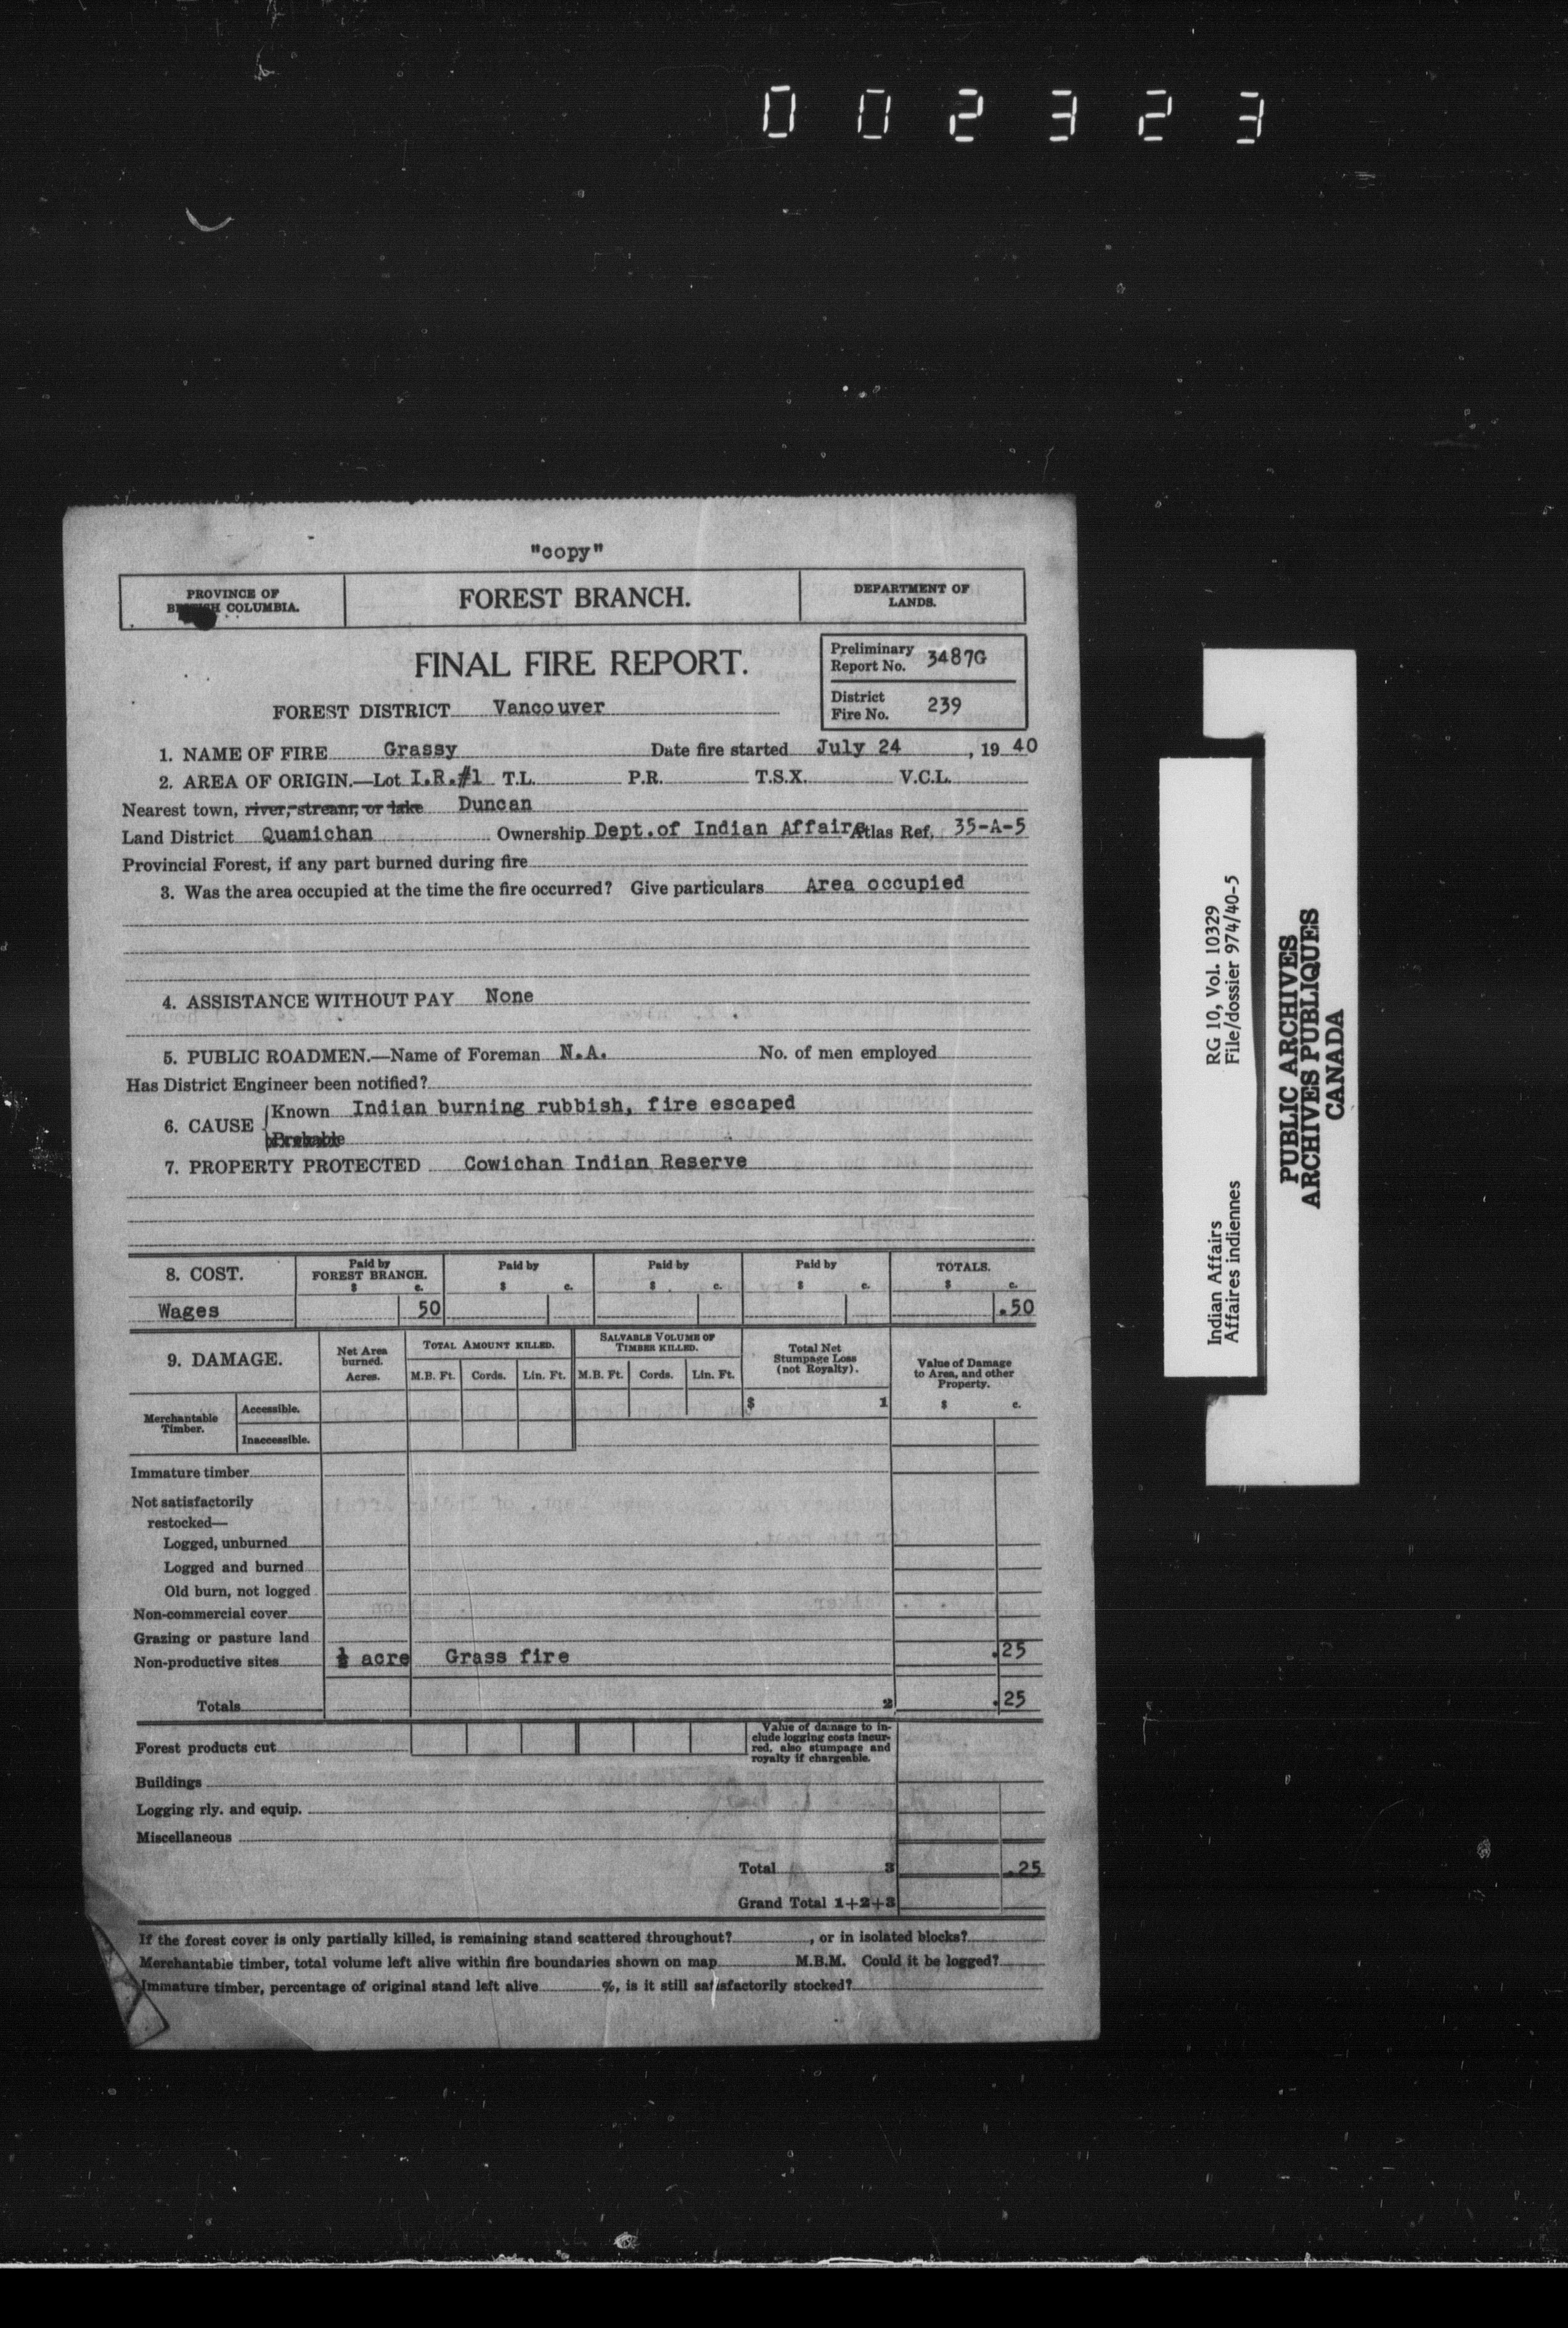 002323
"copy"
PROVINCE OF
BRITISH COLUMBIA.
FOREST BRANCH.
DEPARTMENT OF
LANDS.
FINAL FIRE REPORT.
Preliminary
Report No. 3487G
District
Fire No. 239
FOREST DISTRICT Vancouver
1. NAME OF FIRE Grassy Date fire started July 24, 19 40
2. AREA OF ORIGIN.—Lot I.R.#1 T.L. P.R. T.S.X. V.C.L.
Nearest town, river, stream, or lake Duncan
Land District Quamichan Ownership Dept.of Indian Affairs Atlas Ref. 35-A-5
Provincial Forest, if any part burned during fire
3. Was the area occupied at the time the fire occurred? Give particulars Area occupied
4. ASSISTANCE WITHOUT PAY None
5. PUBLIC ROADMEN.—Name of Foreman N.A. No. of men employed
Has District Engineer been notified?
6. CAUSE Known Indian burning rubbish, fire escaped
or Probable
7. PROPERTY PROTECTED Cowichan Indian Reserve
8. COST. Paid by FOREST BRANCH. $ c. Paid by $ c. Paid by $ c. Paid by $ c. TOTALS. $ c.
Wages 50 .50
9. DAMAGE. Net Area burned. Acres. TOTAL AMOUNT KILLED. M.B. Ft. Cords. Lin. Ft. SALVABLE VOLUME OF TIMBER KILLED. M.B. Ft. Cords. Lin. Ft. Total Net Stumpage Loss (not Royalty). Value of Damage to Area, and other Property. $ c.
Merchantable Timber. Accessible. $ 1
Inaccessible.
Immature timber
Not satisfactorily
restocked—
Logged, unburned
Logged and burned
Old burn, not logged
Non-commercial cover
Grazing or pasture land
Non-productive sites ½ acre Grass fire .25
Totals 2 .25
Forest products cut Value of damage to include logging costs incurred, also stumpage and royalty if chargeable.
Buildings
Logging rly. and equip.
Miscellaneous
Total 3 .25
Grand Total 1+2+3
If the forest cover is only partially killed, is remaining stand scattered throughout? , or in isolated blocks?
Merchantable timber, total volume left alive within fire boundaries shown on map M.B.M. Could it be logged?
Immature timber, percentage of original stand left alive %, is it still satisfactorily stocked?
Indian Affairs RG 10, Vol. 10329
Affaires indiennes File/dossier 974/40-5
PUBLIC ARCHIVES
ARCHIVES PUBLIQUES
CANADA